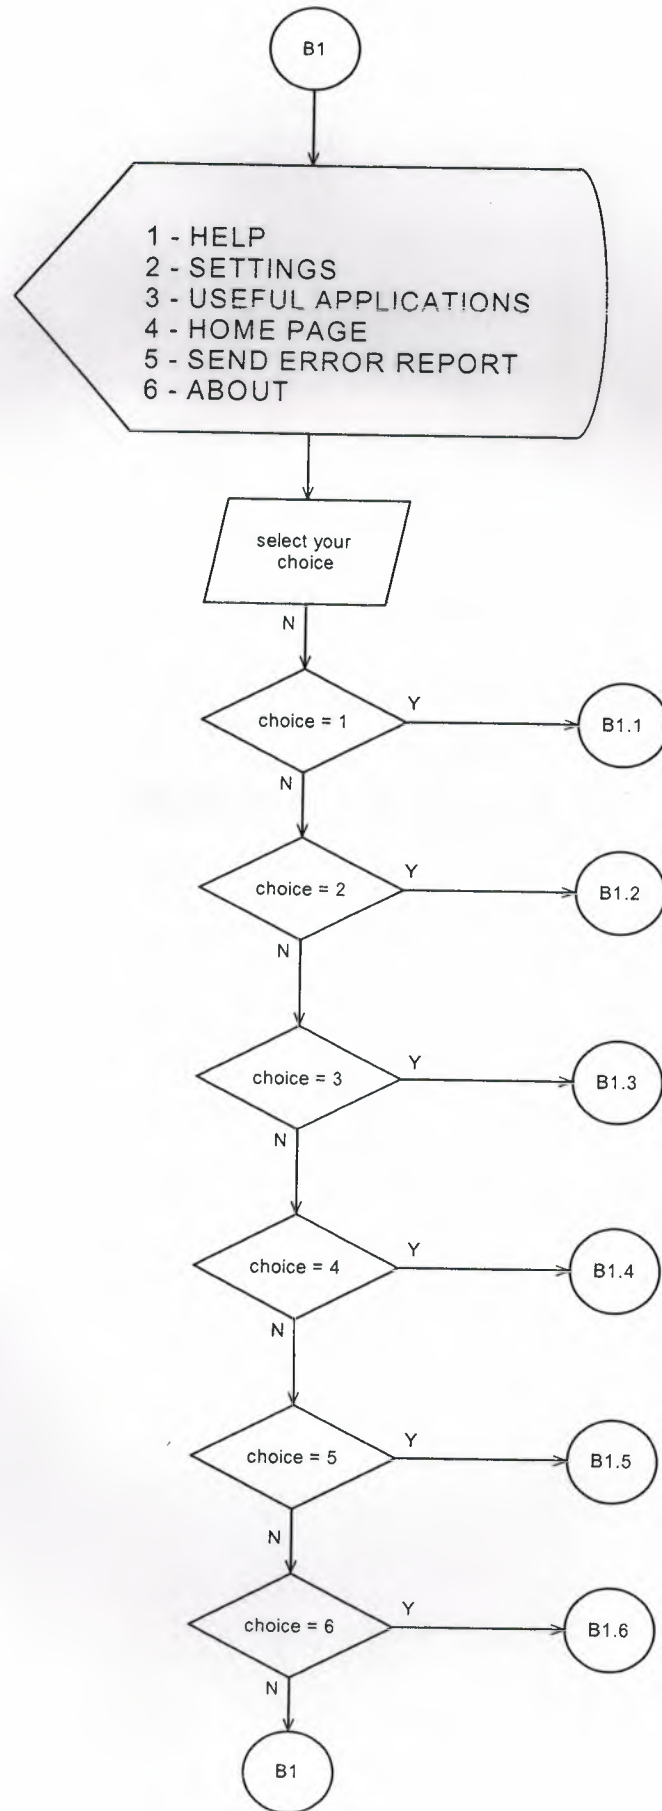 B1
1 - HELP
2 - SETTINGS
3 - USEFUL APPLICATIONS
4 - HOME PAGE
5 - SEND ERROR REPORT
6 - ABOUT
select your
choice
N
choice = 1
Y
B1.1
N
choice = 2
Y
B1.2
N
choice = 3
Y
B1.3
N
choice = 4
Y
B1.4
N
choice = 5
Y
B1.5
N
choice = 6
Y
B1.6
N
B1